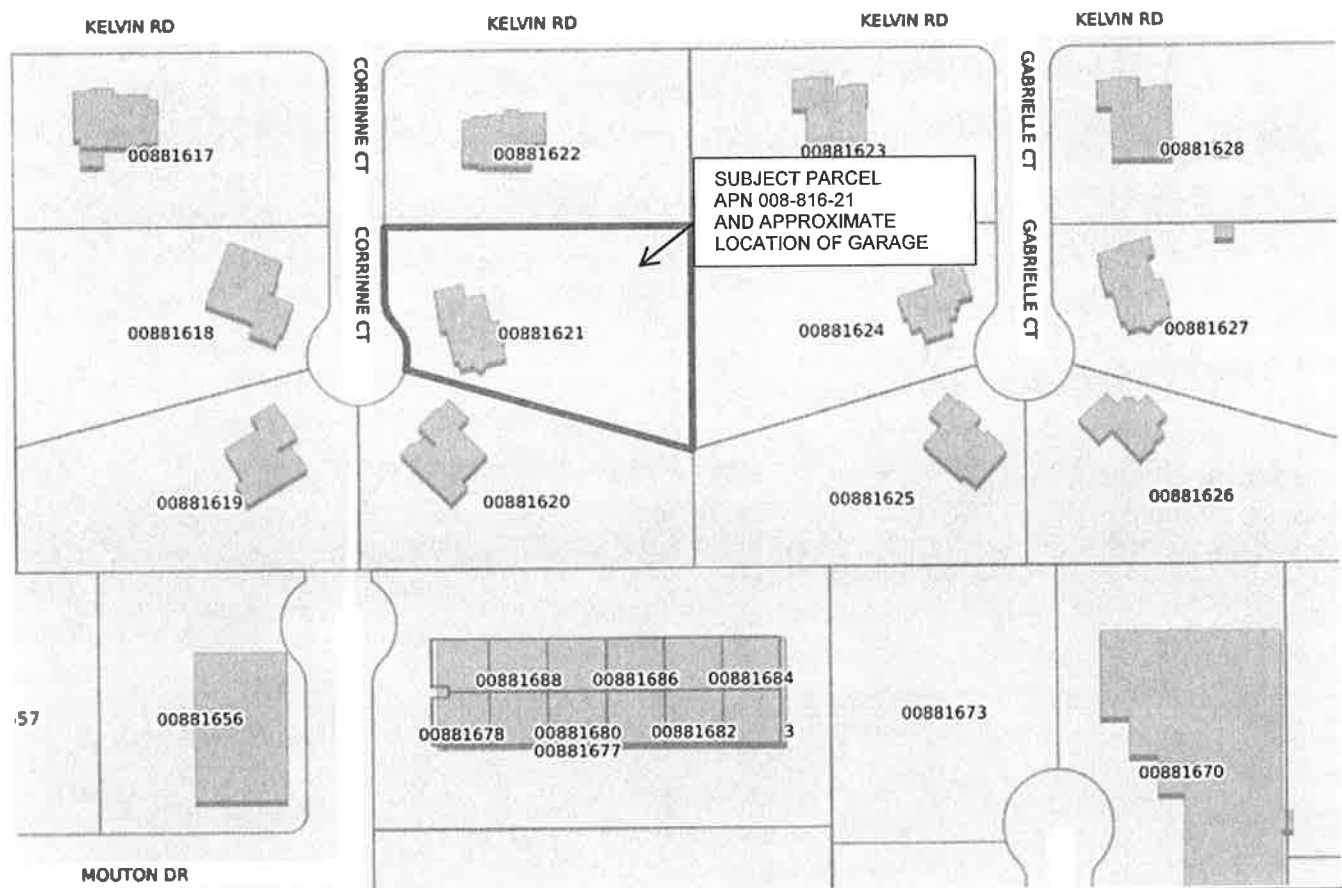 KELVIN RD
KELVIN RD
KELVIN RD
KELVIN RD
CORRINNE CT
GABRIELLE CT
00881617
00881622
00881623
00881628
SUBJECT PARCEL
APN 008-816-21
AND APPROXIMATE
LOCATION OF GARAGE
CORRINNE CT
GABRIELLE CT
00881618
00881621
00881624
00881627
00881619
00881620
00881625
00881626
00881688
00881686
00881684
57
00881656
00881678
00881680
00881682
3
00881677
00881673
00881670
MOUTON DR